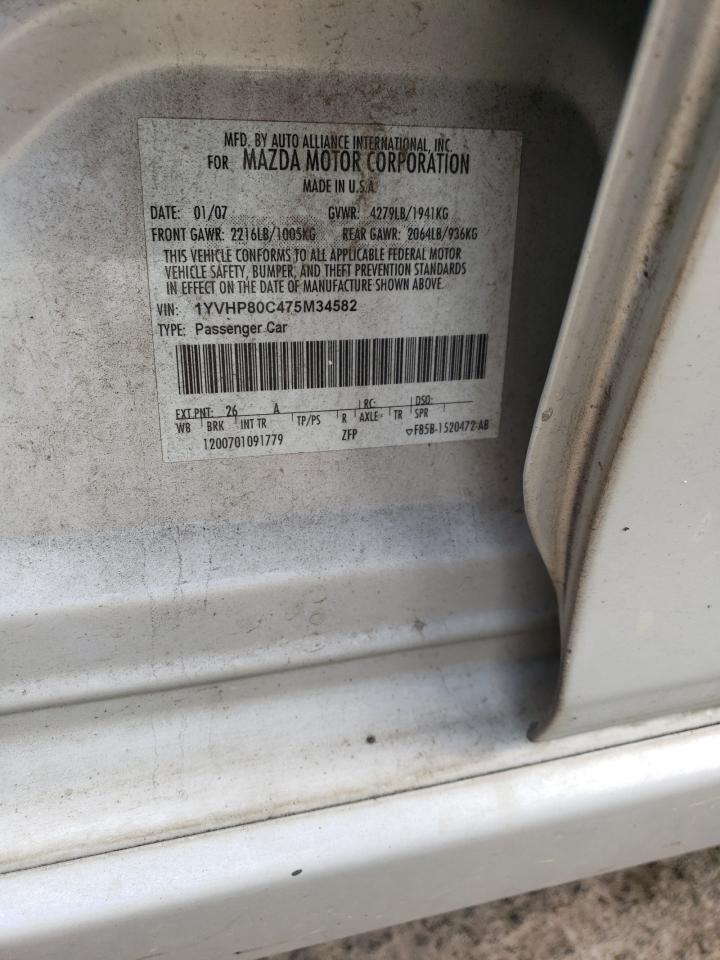 MFD. BY AUTO ALLIANCE INTERNATIONAL, INC.
FOR MAZDA MOTOR CORPORATION
MADE IN U.S.A.
DATE: 01/07 GVWR: 4279LB/1941KG
FRONT GAWR: 2216LB/1005KG REAR GAWR: 2064LB/936KG
THIS VEHICLE CONFORMS TO ALL APPLICABLE FEDERAL MOTOR
VEHICLE SAFETY, BUMPER, AND THEFT PREVENTION STANDARDS
IN EFFECT ON THE DATE OF MANUFACTURE SHOWN ABOVE.
VIN: 1YVHP80C475M34582
TYPE: Passenger Car
EXT.PNT: 26 A RC: DSO:
WB BRK INT TR TP/PS R AXLE TR SPR
1200701091779 ZFP ▽FB5B-1520472-AB